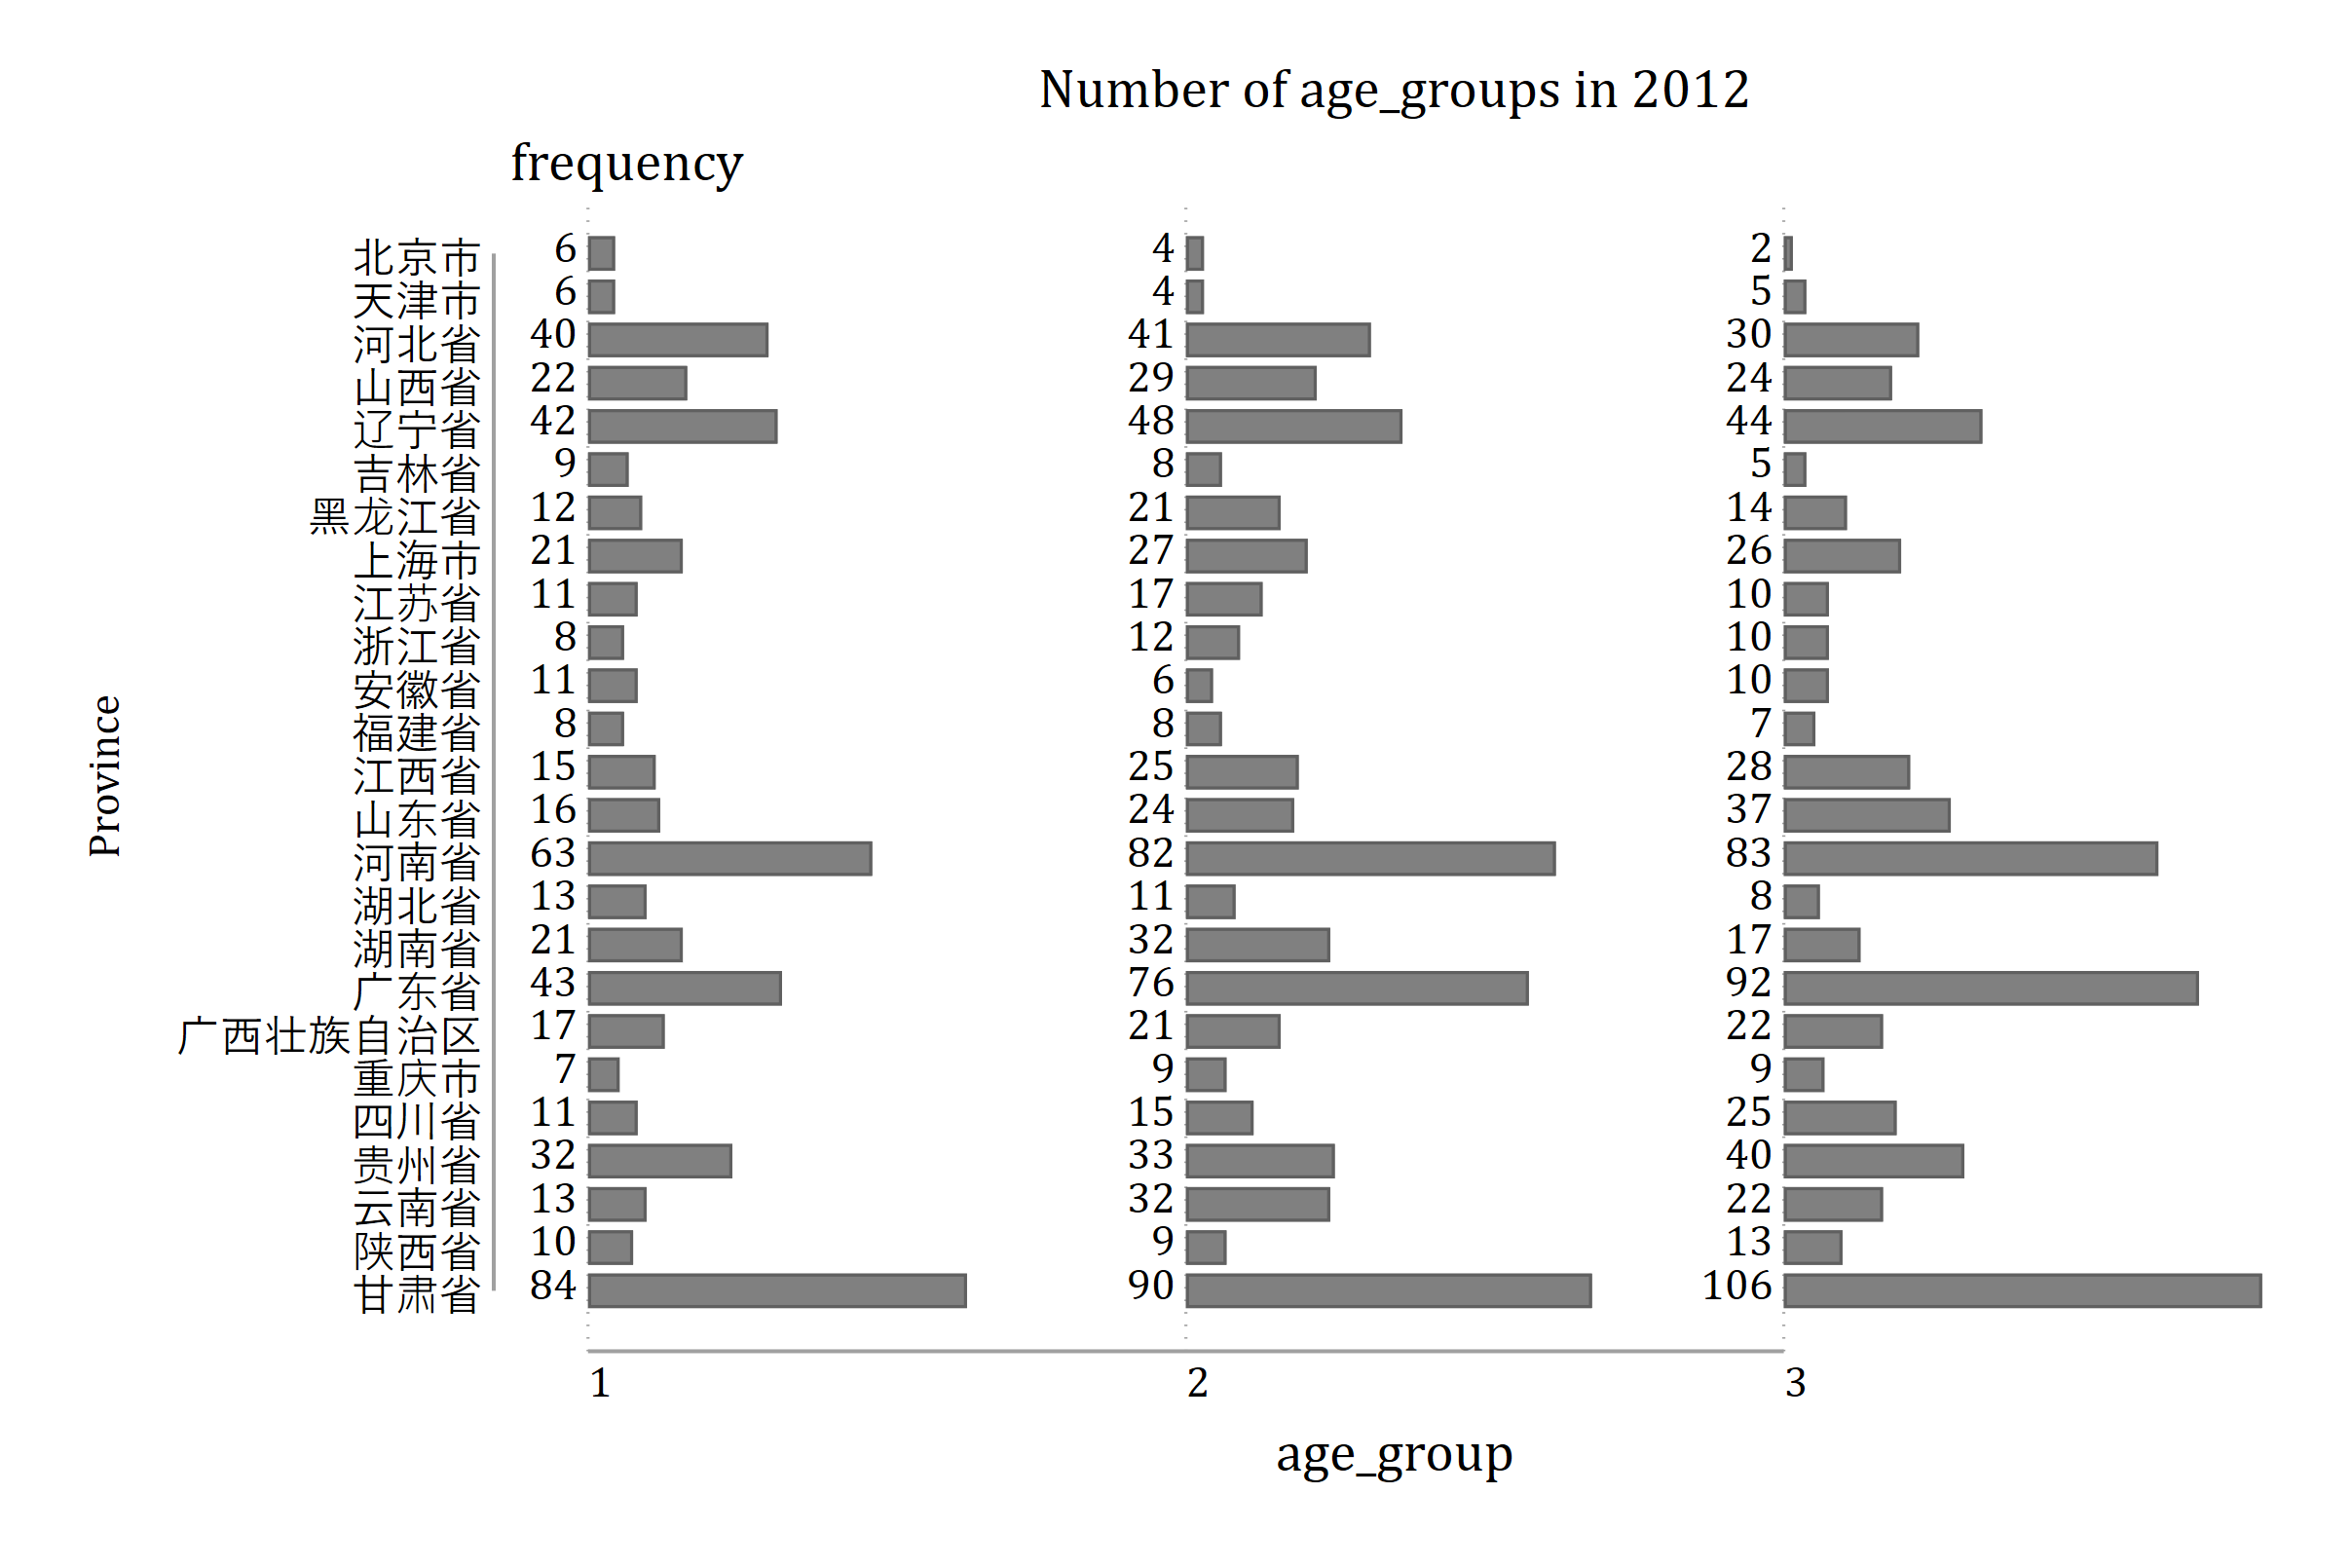 Number of age_groups in 2012
frequency
Province
北京市 6 4 2
天津市 6 4 5
河北省 40 41 30
山西省 22 29 24
辽宁省 42 48 44
吉林省 9 8 5
黑龙江省 12 21 14
上海市 21 27 26
江苏省 11 17 10
浙江省 8 12 10
安徽省 11 6 10
福建省 8 8 7
江西省 15 25 28
山东省 16 24 37
河南省 63 82 83
湖北省 13 11 8
湖南省 21 32 17
广东省 43 76 92
广西壮族自治区 17 21 22
重庆市 7 9 9
四川省 11 15 25
贵州省 32 33 40
云南省 13 32 22
陕西省 10 9 13
甘肃省 84 90 106
1 2 3
age_group